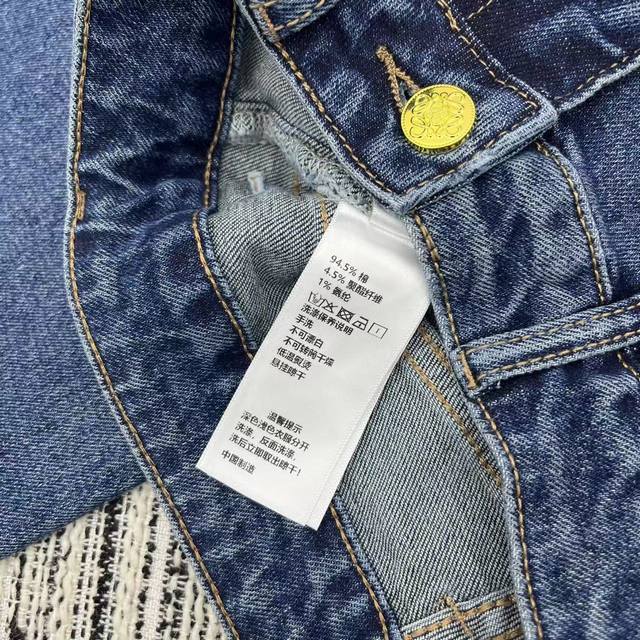 94.5% 棉
4.5% 聚酯纤维
1% 氨纶
洗涤保养说明
手洗
不可漂白
不可转筒干燥
低温熨烫
悬挂晾干
温馨提示
深色浅色衣服分开
洗涤，反面洗涤，
洗后立即取出晾干！
中国制造